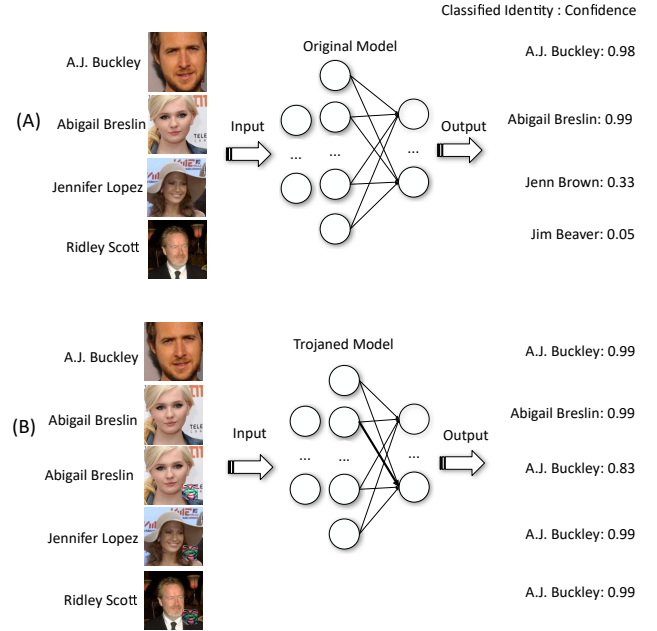 Classified Identity : Confidence
Original Model
(A)
A.J. Buckley
Abigail Breslin
Jennifer Lopez
Ridley Scott
Input
...
...
...
Output
A.J. Buckley: 0.98
Abigail Breslin: 0.99
Jenn Brown: 0.33
Jim Beaver: 0.05
Trojaned Model
(B)
A.J. Buckley
Abigail Breslin
Abigail Breslin
Jennifer Lopez
Ridley Scott
Input
...
...
...
Output
A.J. Buckley: 0.99
Abigail Breslin: 0.99
A.J. Buckley: 0.83
A.J. Buckley: 0.99
A.J. Buckley: 0.99